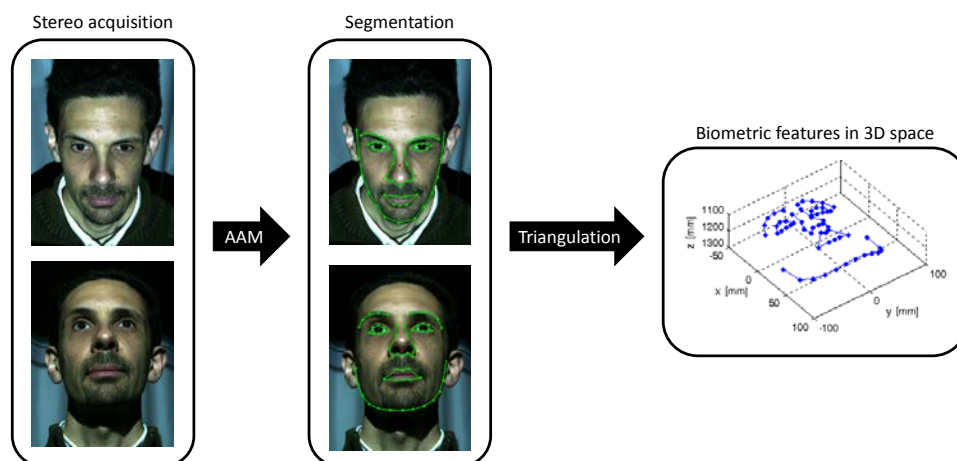 Stereo acquisition
Segmentation
Biometric features in 3D space
AAM
Triangulation
1100
1200
1300
z [mm]
-50
0
50
100
x [mm]
-100
0
100
y [mm]